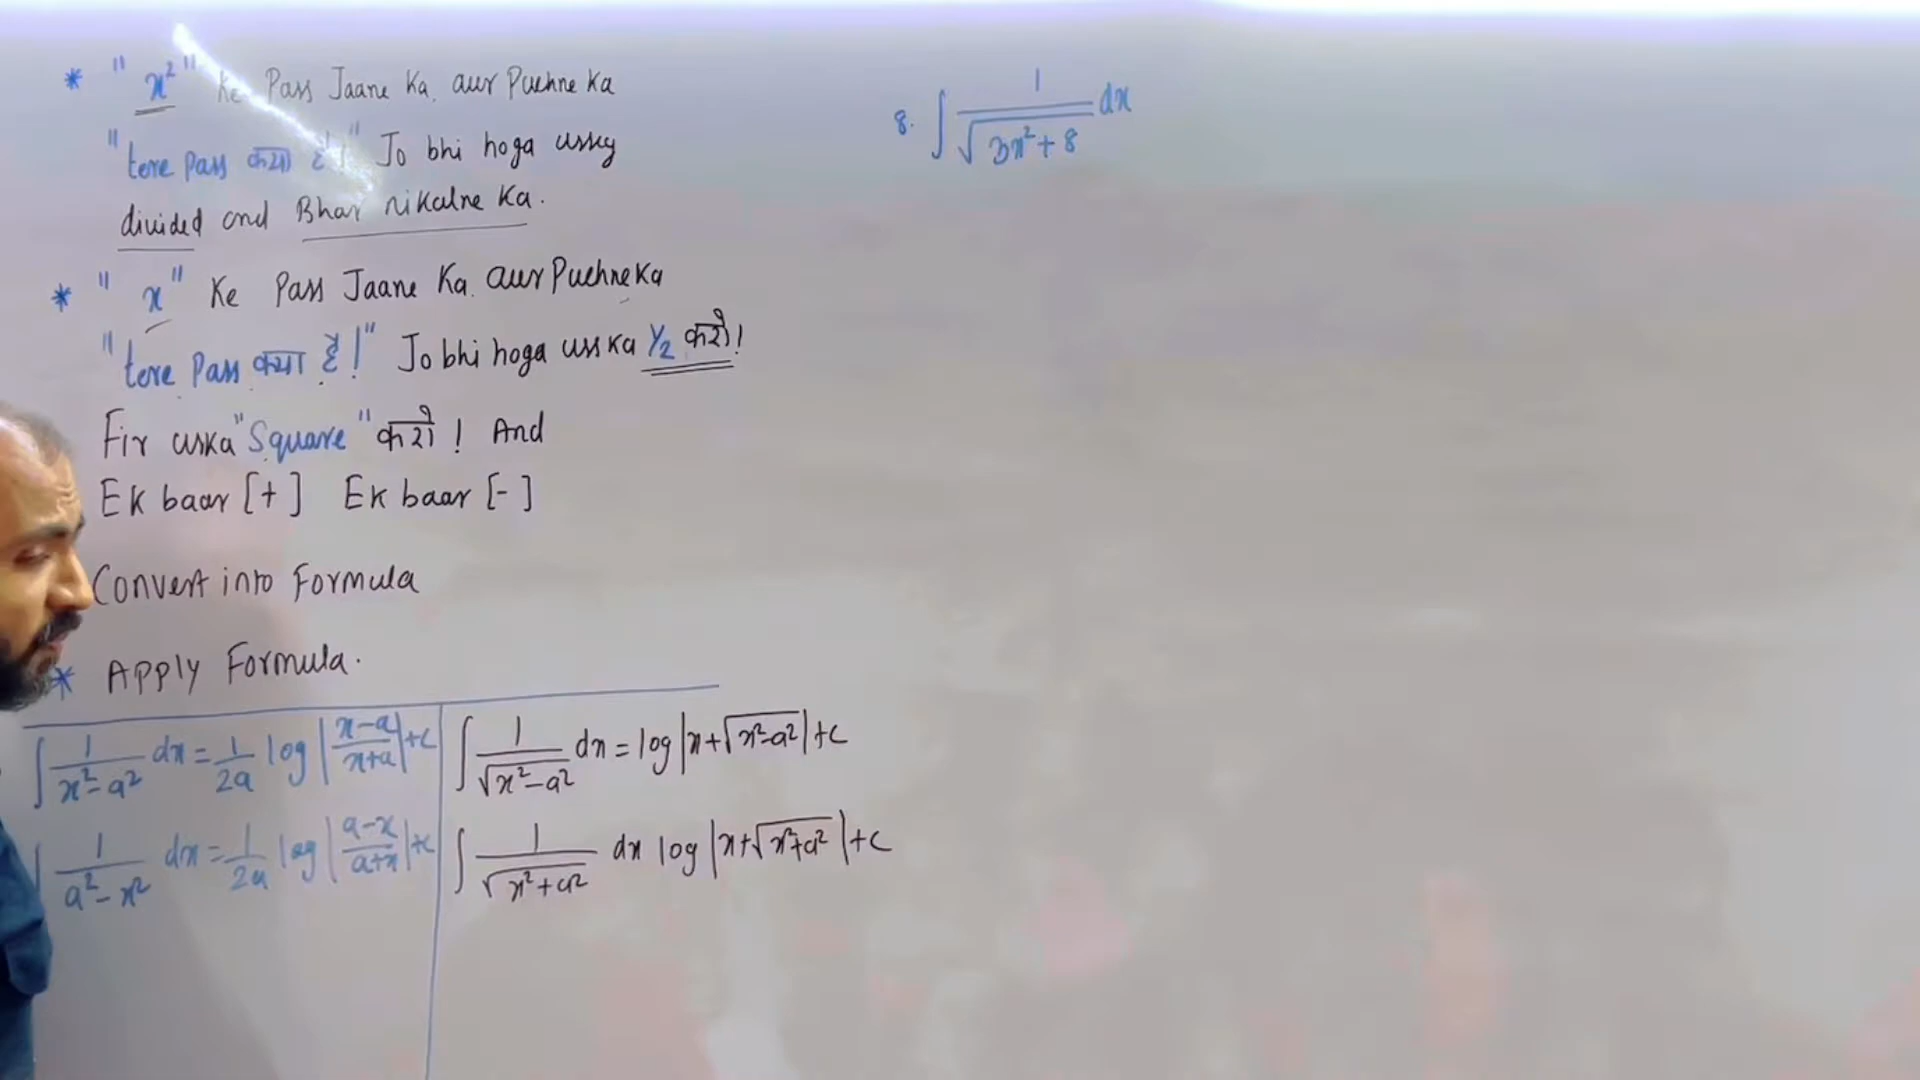 * "x²" ke Pass Jaane Ka, aur Puchne Ka
"tere Pass क्या है!" Jo bhi hoga ussey
divided and Bhar nikalne Ka.
* "x" Ke Pass Jaane Ka, aur Puchne Ka
"tere Pass क्या है!" Jo bhi hoga uss ka 1/2 करो!
Fir uska "Square" करो! And
Ek baar [+] Ek baar [-]
Convert into Formula
* Apply Formula.
∫ 1/(x²-a²) dx = 1/2a log |(x-a)/(x+a)| +c
∫ 1/(a²-x²) dx = 1/2a log |(a-x)/(a+x)| +c
∫ 1/√(x²-a²) dx = log |x+√(x²-a²)| +c
∫ 1/√(x²+a²) dx log |x+√(x²+a²)| +c
8. ∫ 1/√(3x²+8) dx